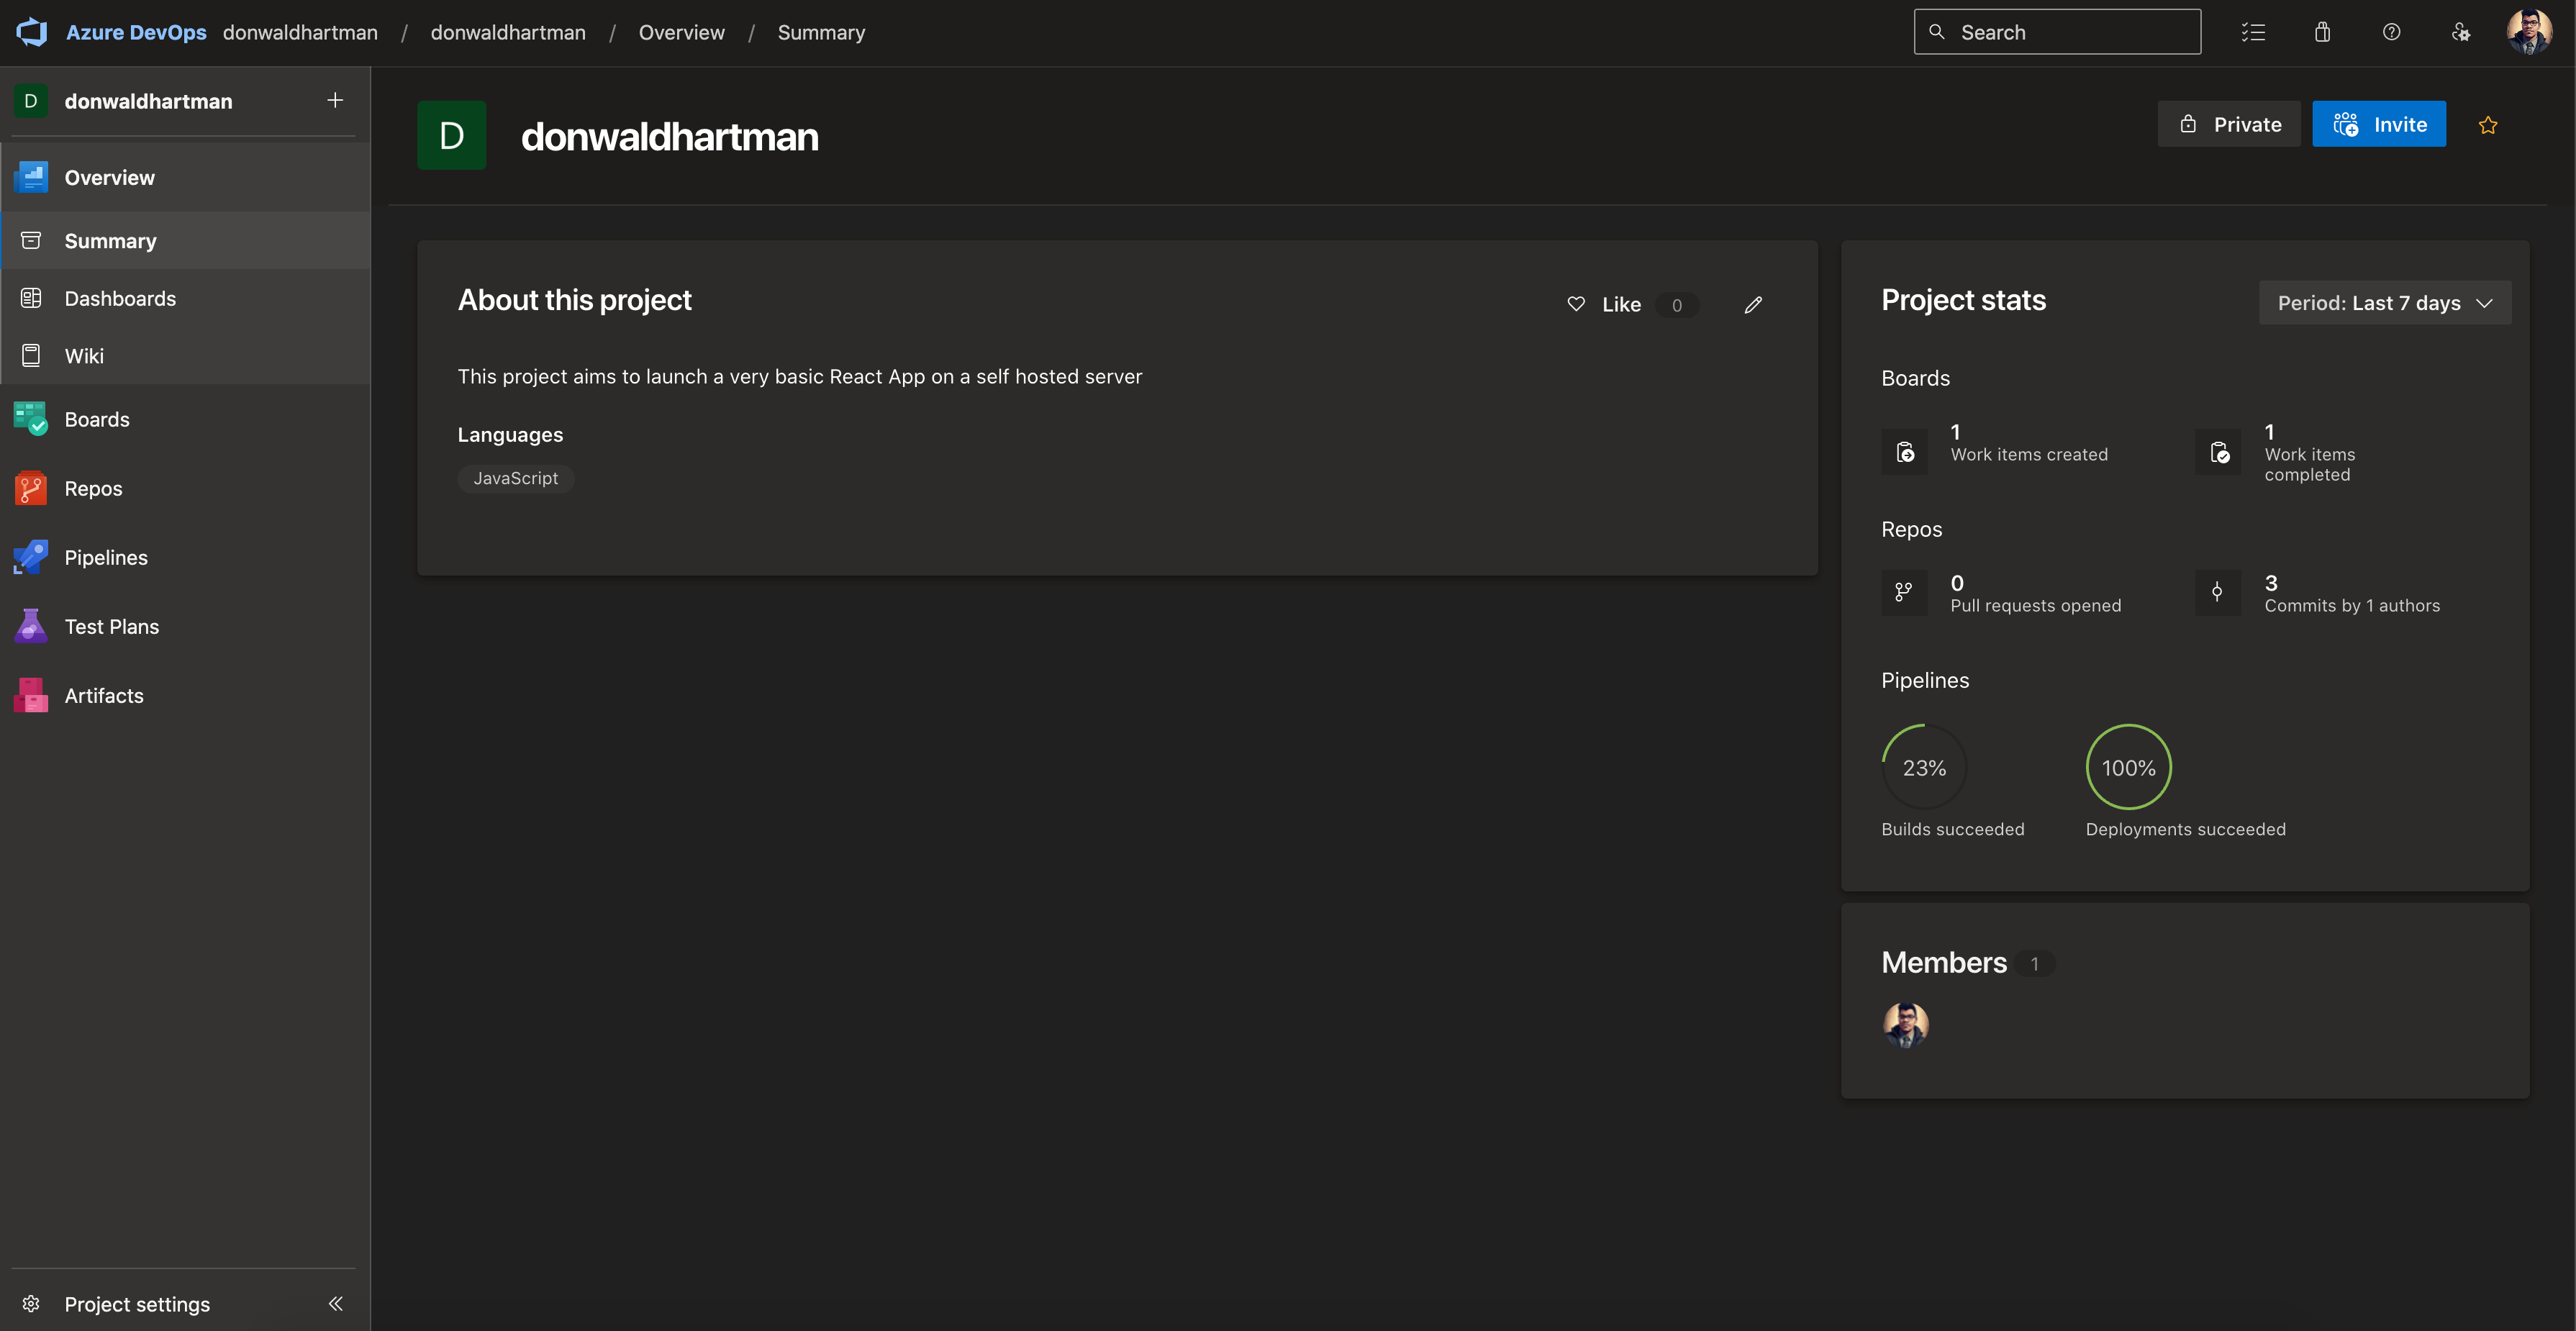 Azure DevOps donwaldhartman / donwaldhartman / Overview / Summary
Search
D donwaldhartman
Overview
Summary
Dashboards
Wiki
Boards
Repos
Pipelines
Test Plans
Artifacts
Project settings
D donwaldhartman
Private
Invite
About this project
Like 0
This project aims to launch a very basic React App on a self hosted server
Languages
JavaScript
Project stats
Period: Last 7 days
Boards
1
Work items created
1
Work items
completed
Repos
0
Pull requests opened
3
Commits by 1 authors
Pipelines
23%
Builds succeeded
100%
Deployments succeeded
Members 1